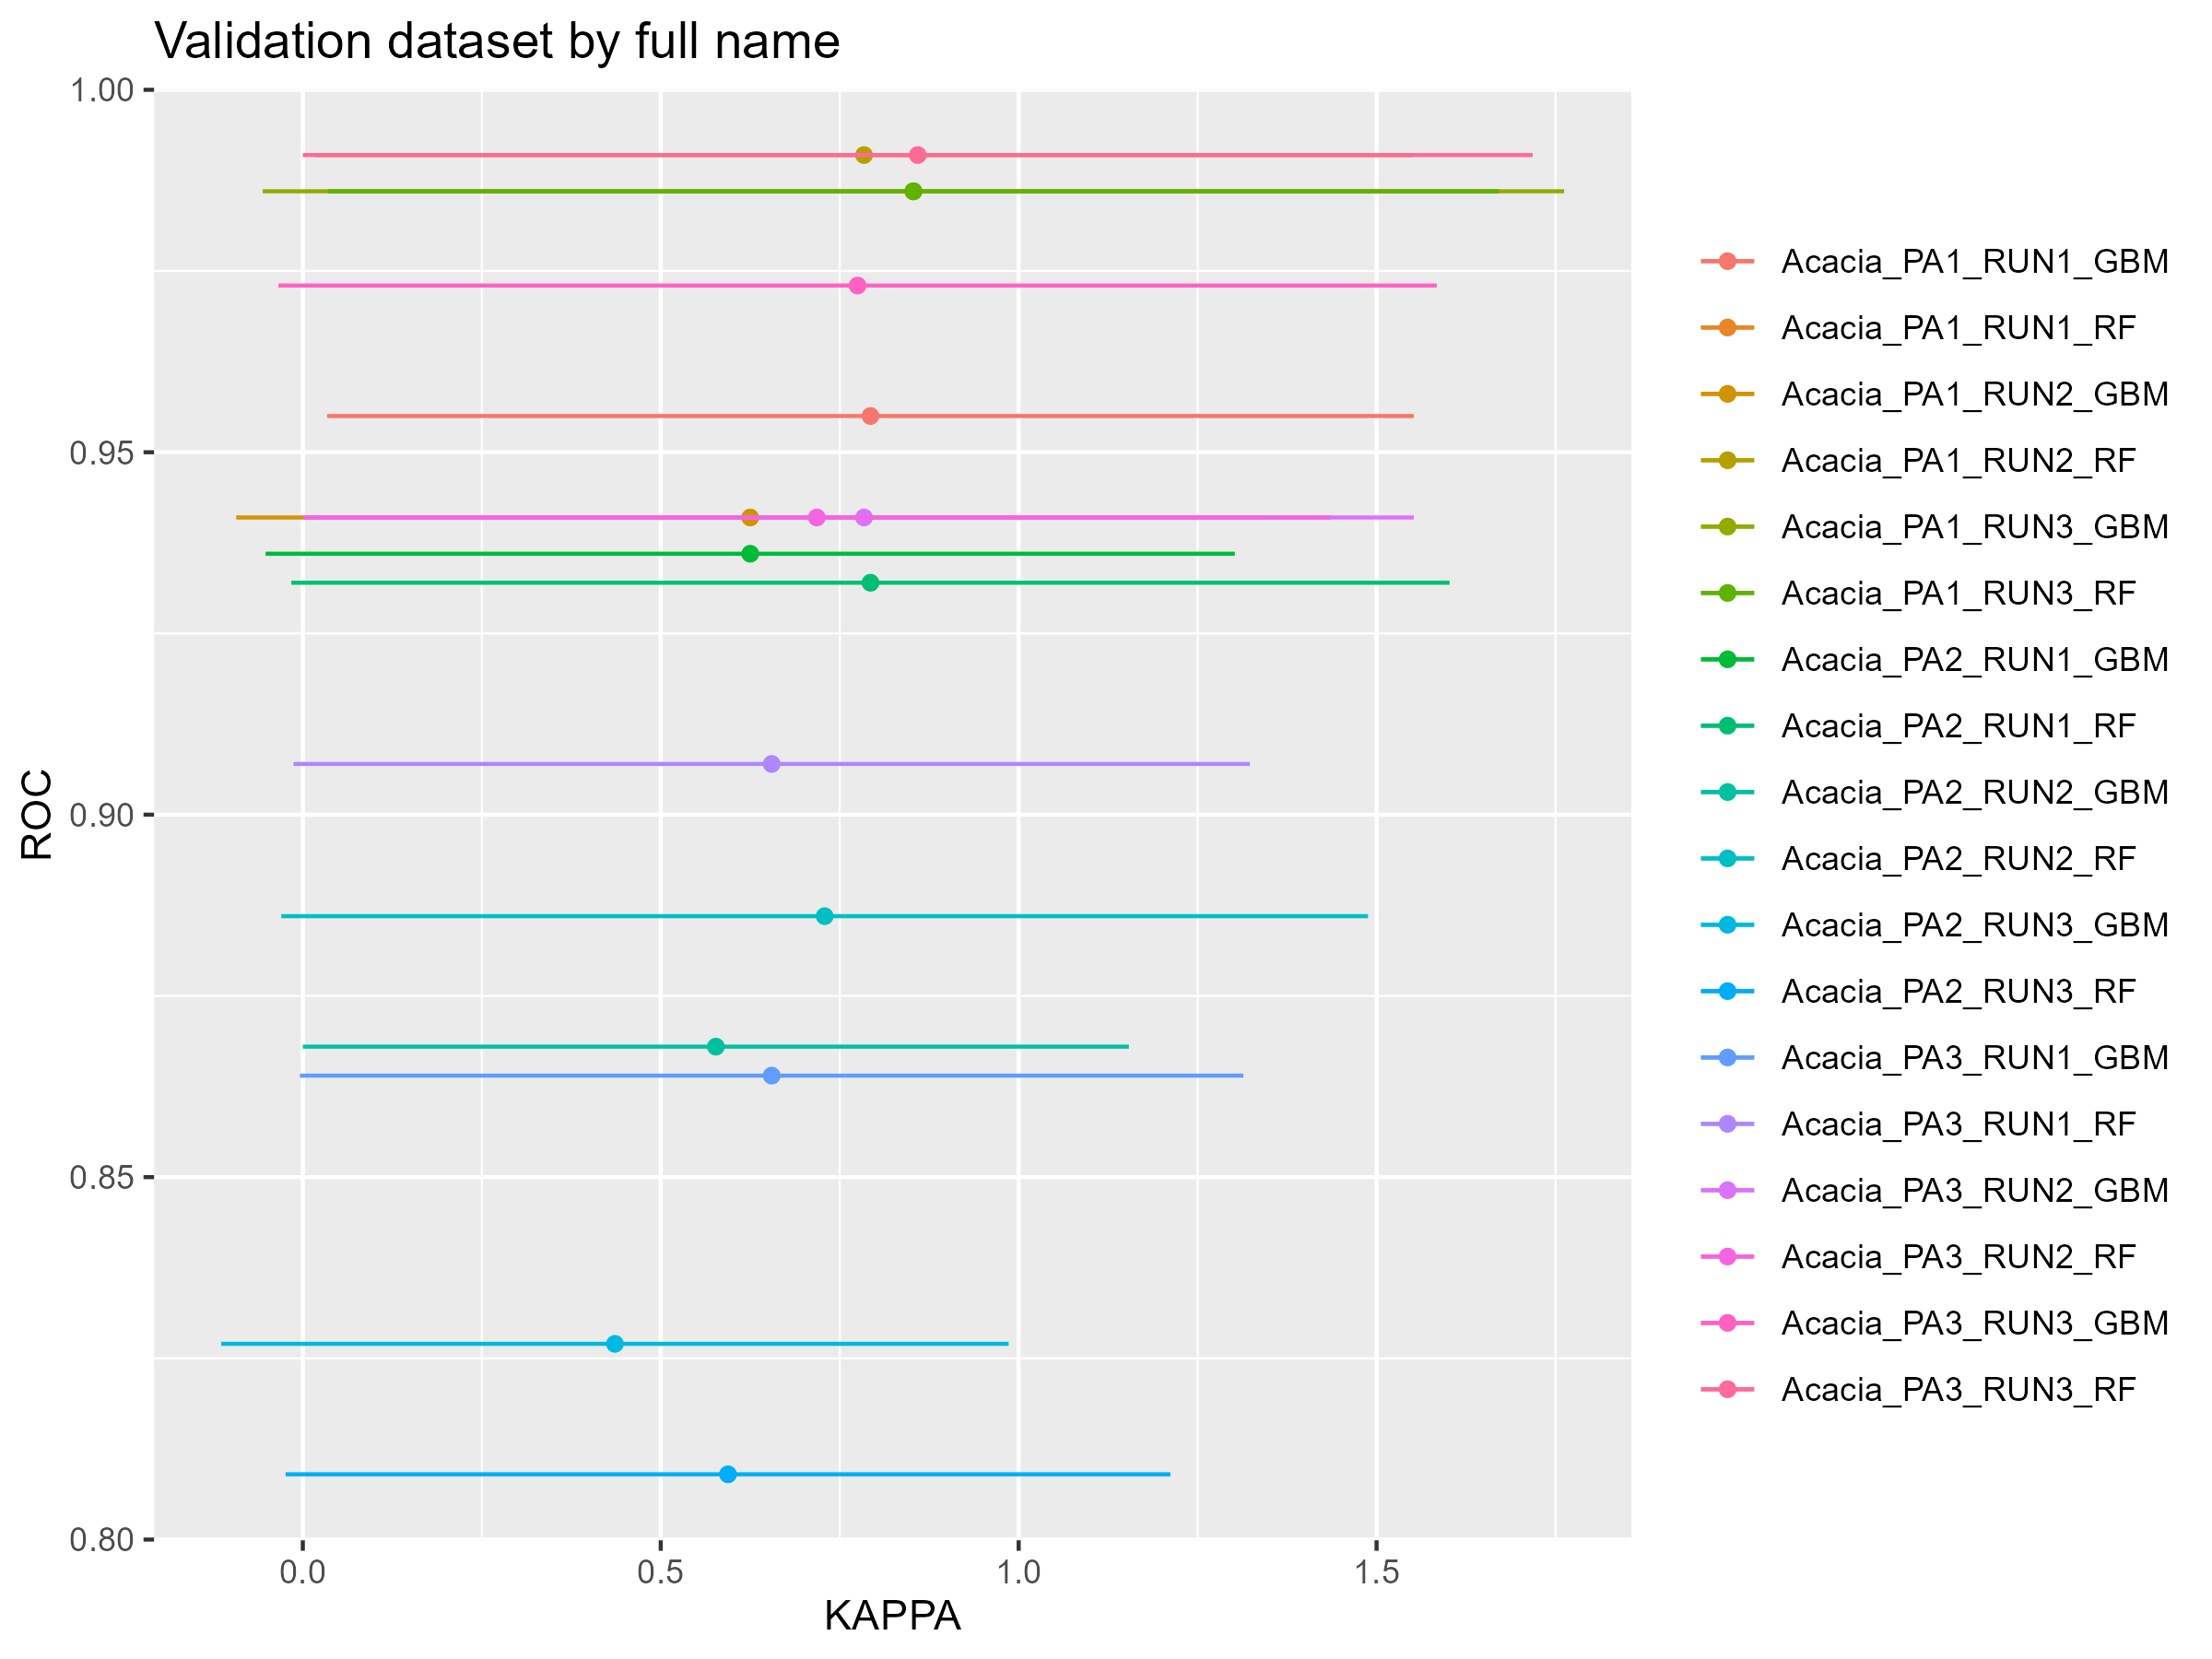 Validation dataset by full name
1.00
0.95
0.90
0.85
0.80
ROC
0.0 0.5 1.0 1.5
KAPPA
Acacia_PA1_RUN1_GBM
Acacia_PA1_RUN1_RF
Acacia_PA1_RUN2_GBM
Acacia_PA1_RUN2_RF
Acacia_PA1_RUN3_GBM
Acacia_PA1_RUN3_RF
Acacia_PA2_RUN1_GBM
Acacia_PA2_RUN1_RF
Acacia_PA2_RUN2_GBM
Acacia_PA2_RUN2_RF
Acacia_PA2_RUN3_GBM
Acacia_PA2_RUN3_RF
Acacia_PA3_RUN1_GBM
Acacia_PA3_RUN1_RF
Acacia_PA3_RUN2_GBM
Acacia_PA3_RUN2_RF
Acacia_PA3_RUN3_GBM
Acacia_PA3_RUN3_RF